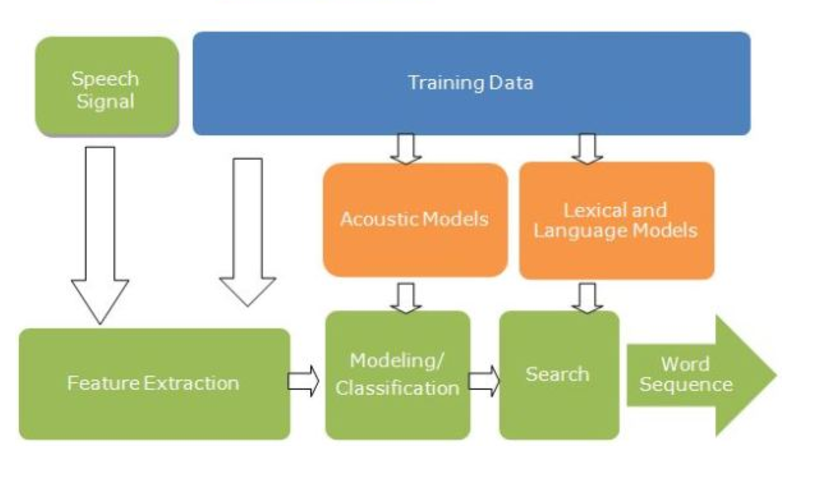 Speech
Signal
Training Data
Acoustic Models
Lexical and
Language Models
Feature Extraction
Modeling/
Classification
Search
Word
Sequence